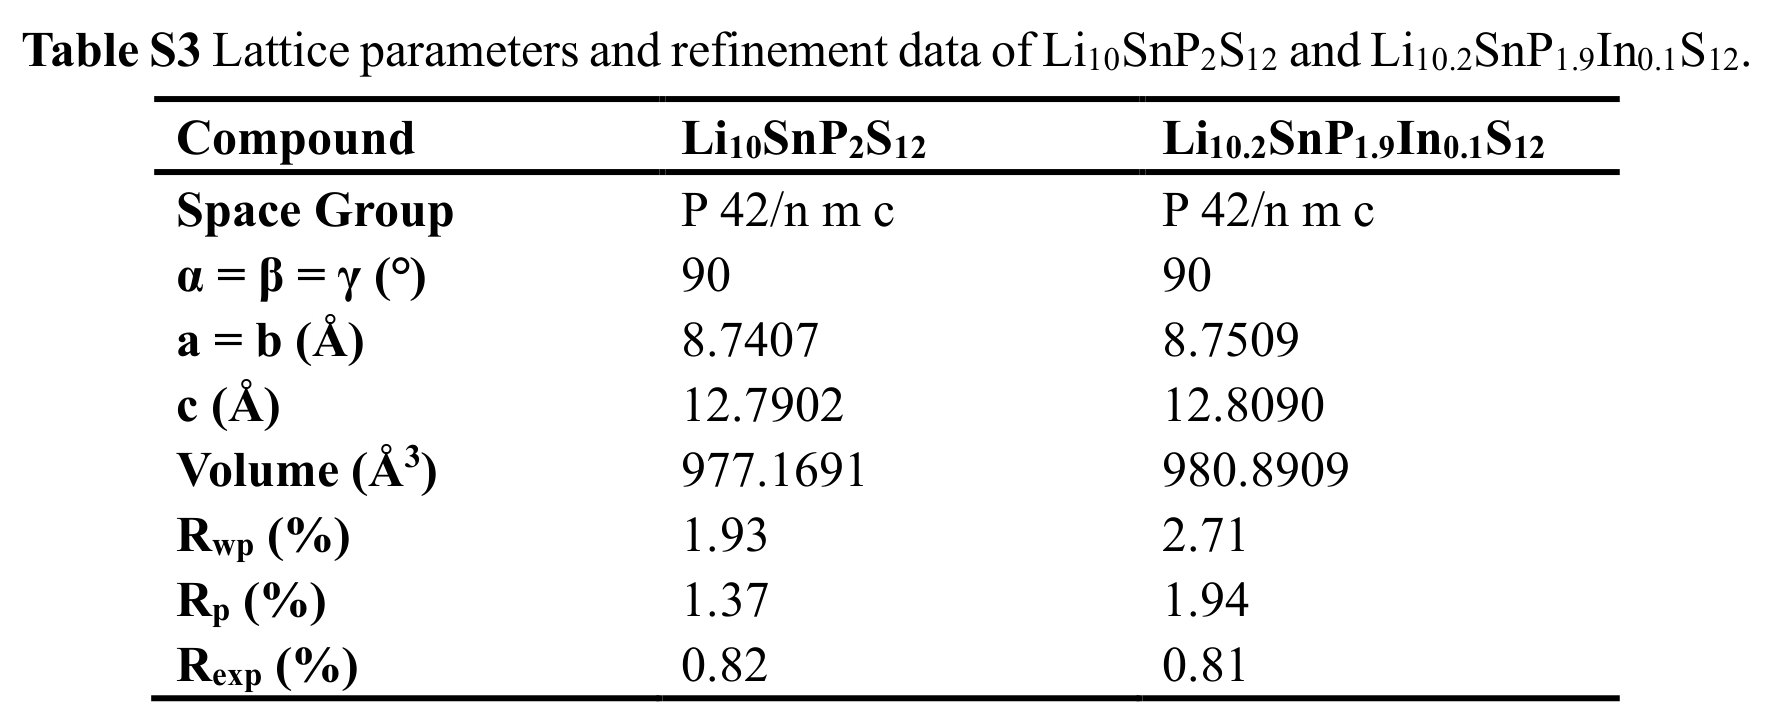 Table S3 Lattice parameters and refinement data of Li₁₀SnP₂S₁₂ and Li₁₀.₂SnP₁.₉In₀.₁S₁₂.
Compound Li₁₀SnP₂S₁₂ Li₁₀.₂SnP₁.₉In₀.₁S₁₂
Space Group P 42/n m c P 42/n m c
α = β = γ (°) 90 90
a = b (Å) 8.7407 8.7509
c (Å) 12.7902 12.8090
Volume (Å³) 977.1691 980.8909
Rwp (%) 1.93 2.71
Rp (%) 1.37 1.94
Rexp (%) 0.82 0.81